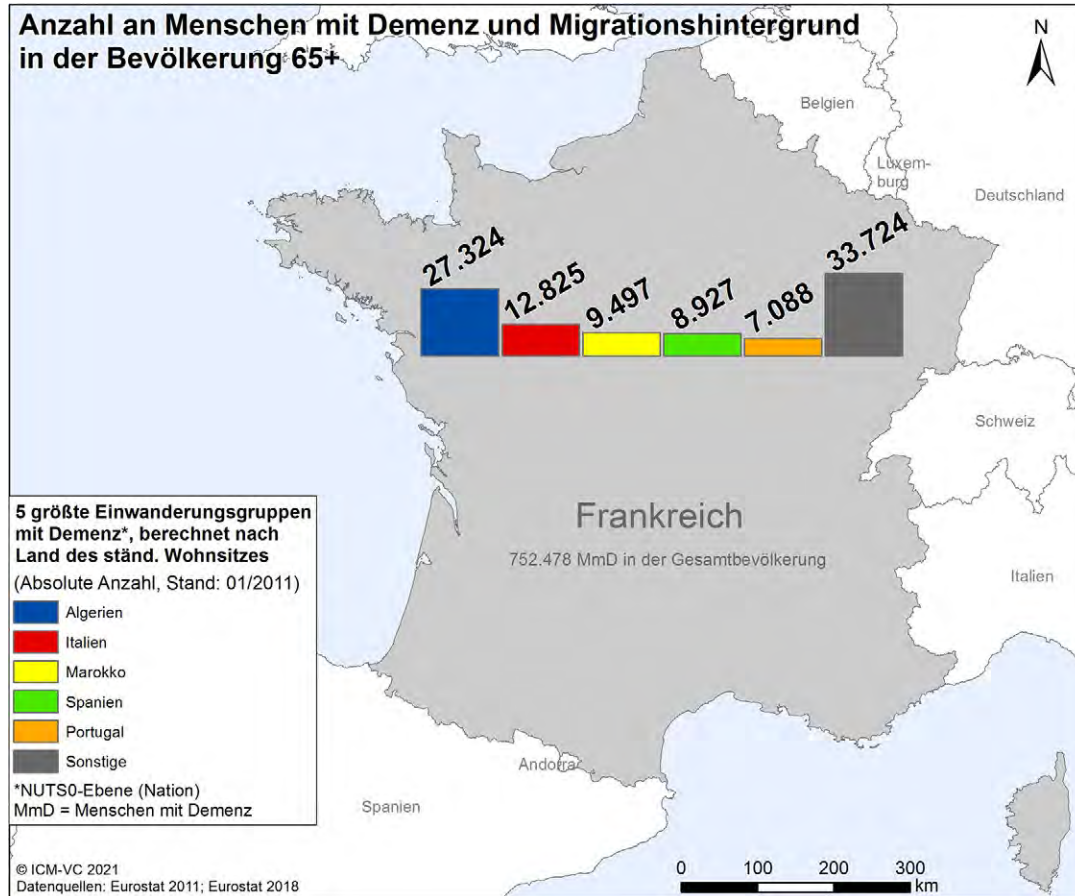 Anzahl an Menschen mit Demenz und Migrationshintergrund
in der Bevölkerung 65+
N
Belgien
Luxem-
burg
Deutschland
27.324
12.825
9.497
8.927
7.088
33.724
Schweiz
Frankreich
752.478 MmD in der Gesamtbevölkerung
Italien
5 größte Einwanderungsgruppen
mit Demenz*, berechnet nach
Land des ständ. Wohnsitzes
(Absolute Anzahl, Stand: 01/2011)
Algerien
Italien
Marokko
Spanien
Portugal
Sonstige
*NUTS0-Ebene (Nation)
MmD = Menschen mit Demenz
Andorra
Spanien
© ICM-VC 2021
Datenquellen: Eurostat 2011; Eurostat 2018
0 100 200 300
km